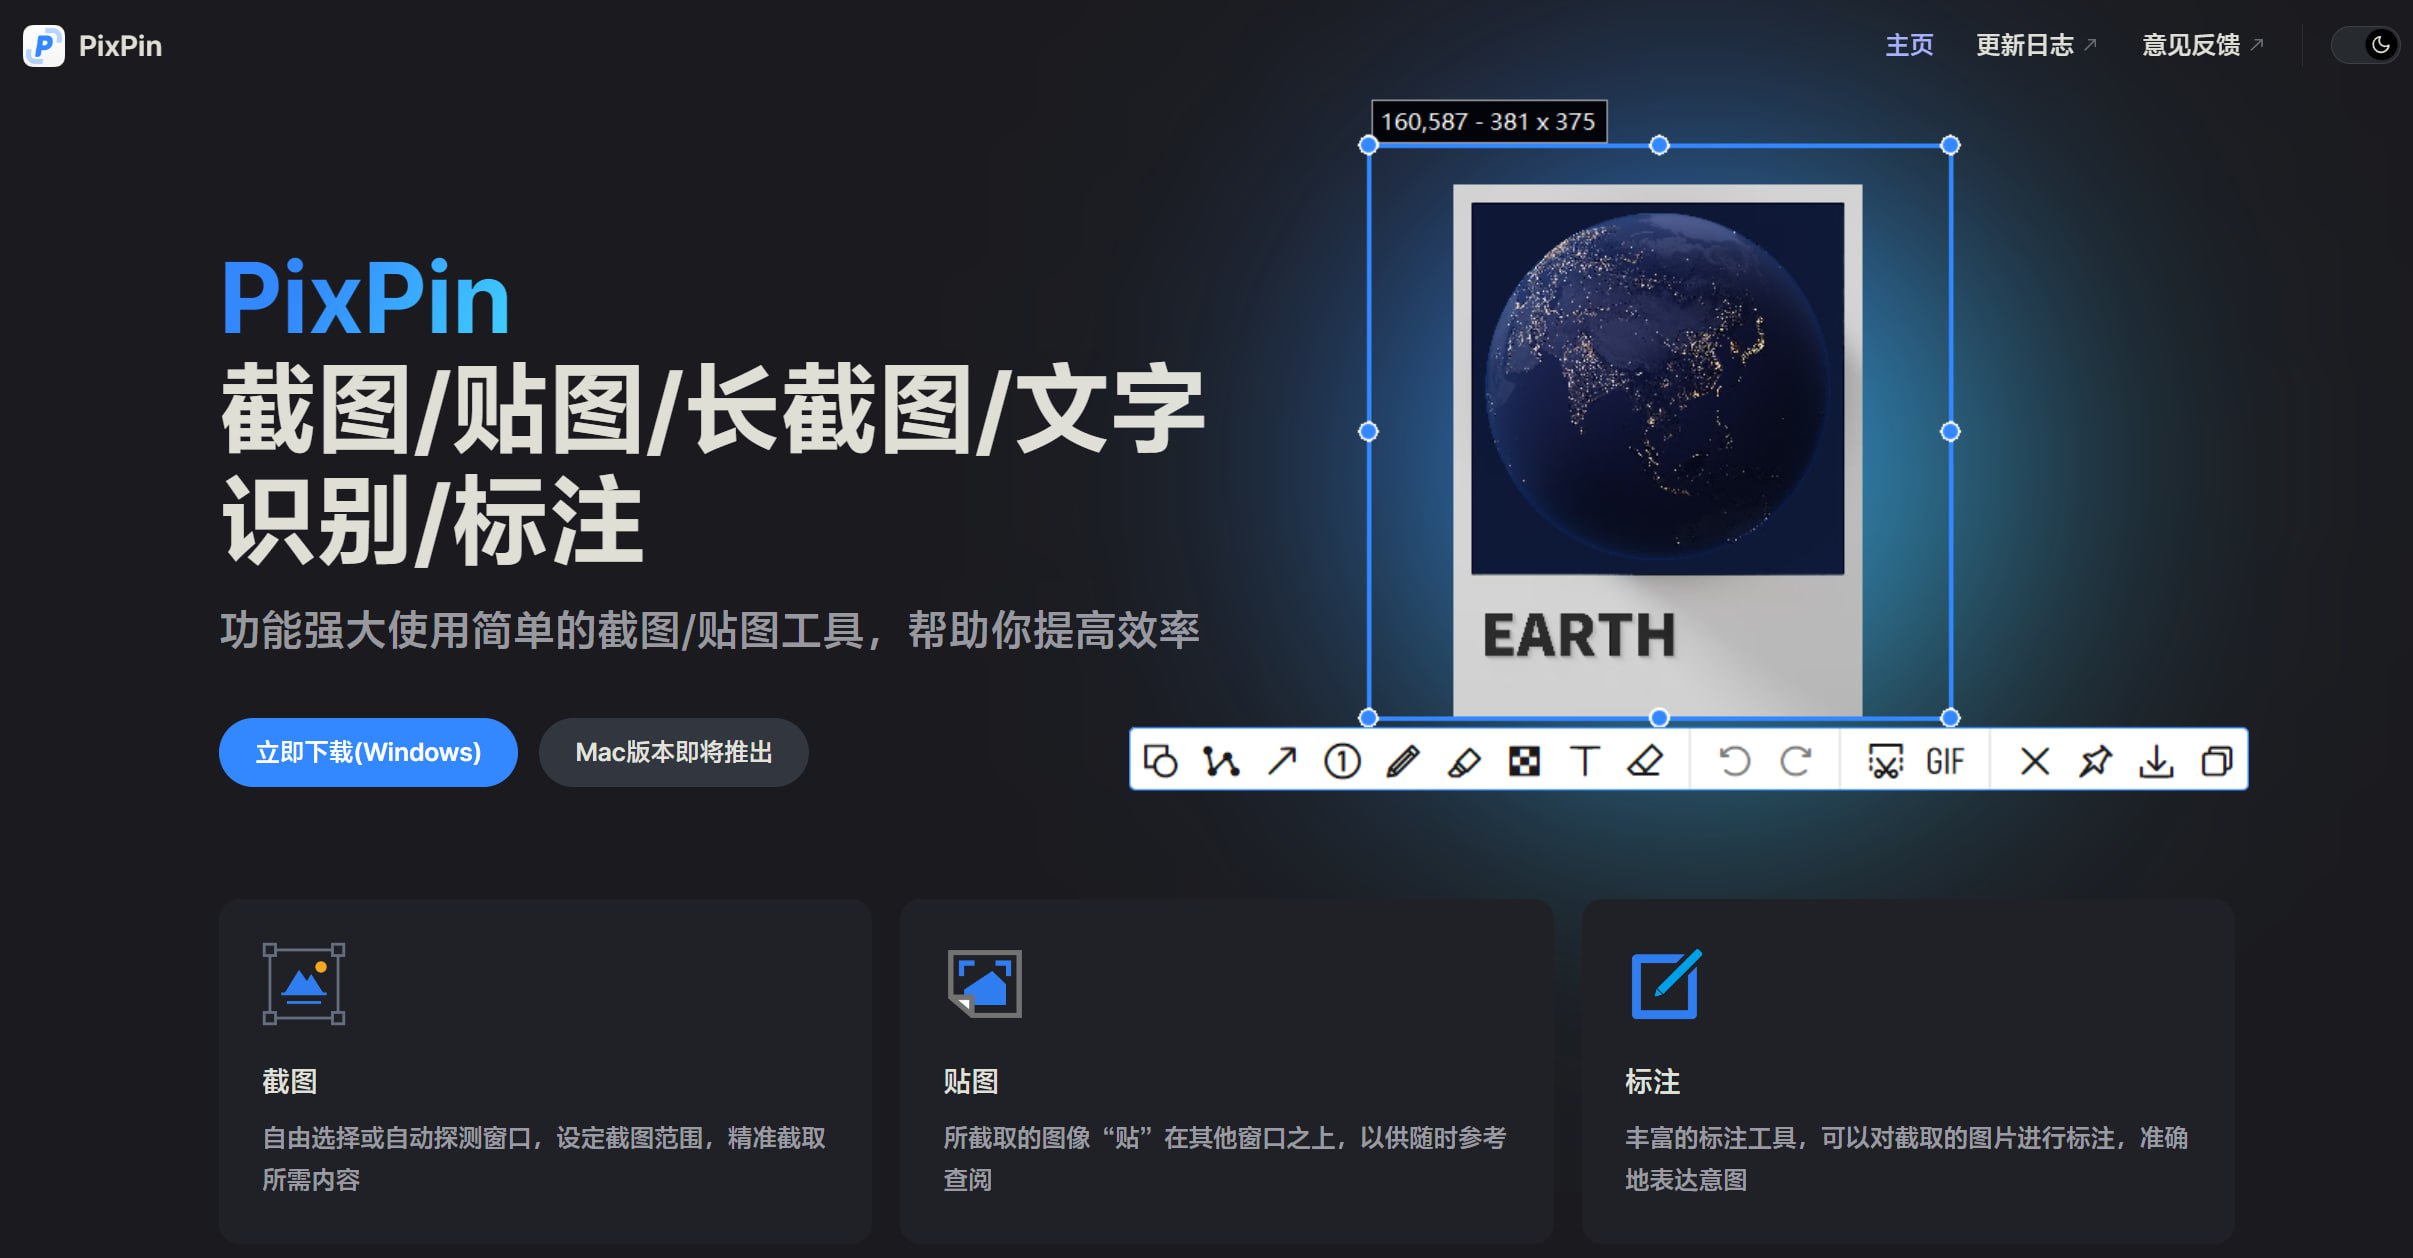 PixPin
主页
更新日志
意见反馈
160,587 - 381 x 375
PixPin
截图/贴图/长截图/文字
识别/标注
功能强大使用简单的截图/贴图工具，帮助你提高效率
立即下载(Windows)
Mac版本即将推出
EARTH
1
T
GIF
截图
自由选择或自动探测窗口，设定截图范围，精准截取
所需内容
贴图
所截取的图像“贴”在其他窗口之上，以供随时参考
查阅
标注
丰富的标注工具，可以对截取的图片进行标注，准确
地表达意图